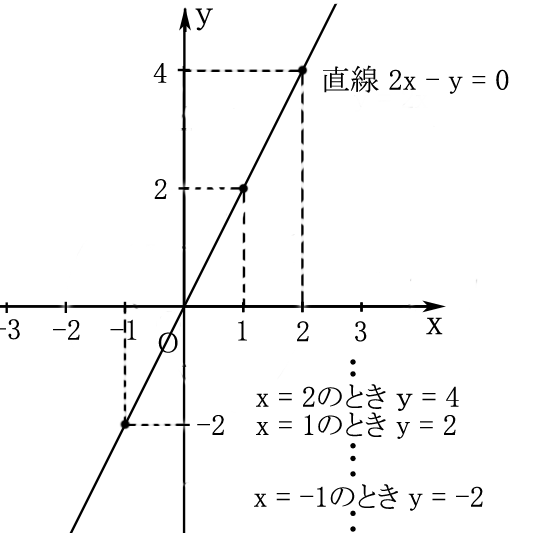 y
4
直線 2x − y = 0
2
-3 -2 -1 1 2 3 x
O
x = 2のとき y = 4
-2 x = 1のとき y = 2
x = -1のとき y = -2